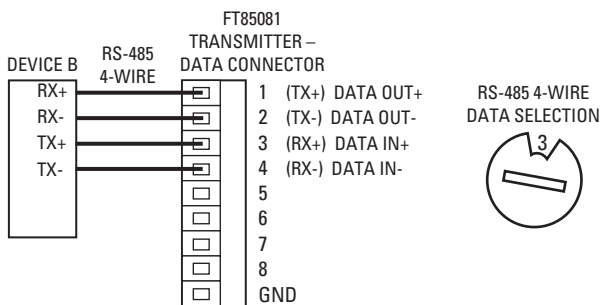 FT85081
TRANSMITTER –
DATA CONNECTOR
DEVICE B
RS-485
4-WIRE
RX+
RX-
TX+
TX-
1 (TX+) DATA OUT+
2 (TX-) DATA OUT-
3 (RX+) DATA IN+
4 (RX-) DATA IN-
5
6
7
8
GND
RS-485 4-WIRE
DATA SELECTION
3